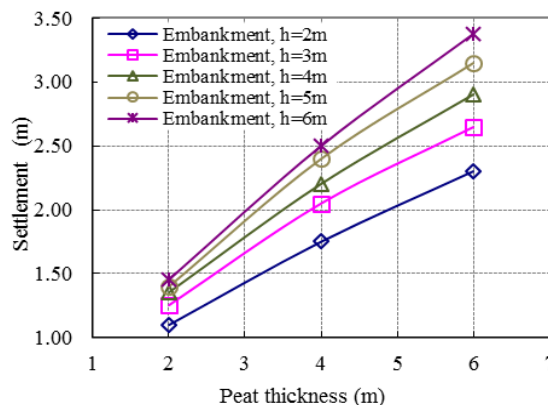 3.50
3.00
2.50
2.00
1.50
1.00
Settlement (m)
Embankment, h=2m
Embankment, h=3m
Embankment, h=4m
Embankment, h=5m
Embankment, h=6m
1 2 3 4 5 6 7
Peat thickness (m)